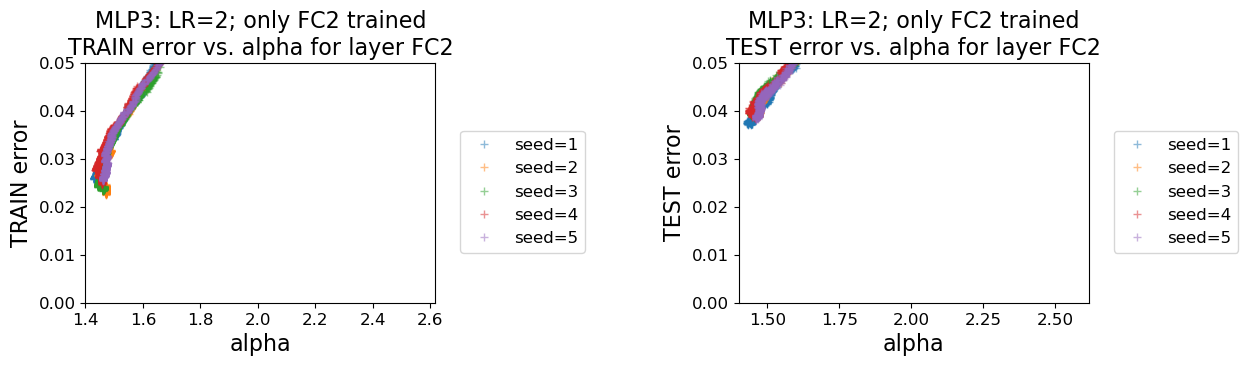 MLP3: LR=2; only FC2 trained
TRAIN error vs. alpha for layer FC2
TRAIN error
0.05
0.04
0.03
0.02
0.01
0.00
1.4 1.6 1.8 2.0 2.2 2.4 2.6
alpha
seed=1
seed=2
seed=3
seed=4
seed=5
MLP3: LR=2; only FC2 trained
TEST error vs. alpha for layer FC2
TEST error
0.05
0.04
0.03
0.02
0.01
0.00
1.50 1.75 2.00 2.25 2.50
alpha
seed=1
seed=2
seed=3
seed=4
seed=5